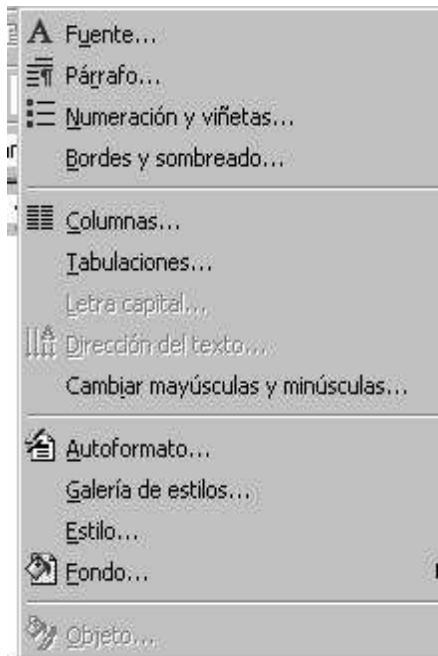 Fuente...
Párrafo...
Numeración y viñetas...
Bordes y sombreado...
Columnas...
Tabulaciones...
Letra capital...
Dirección del texto...
Cambiar mayúsculas y minúsculas...
Autoformato...
Galería de estilos...
Estilo...
Fondo...
Objeto...